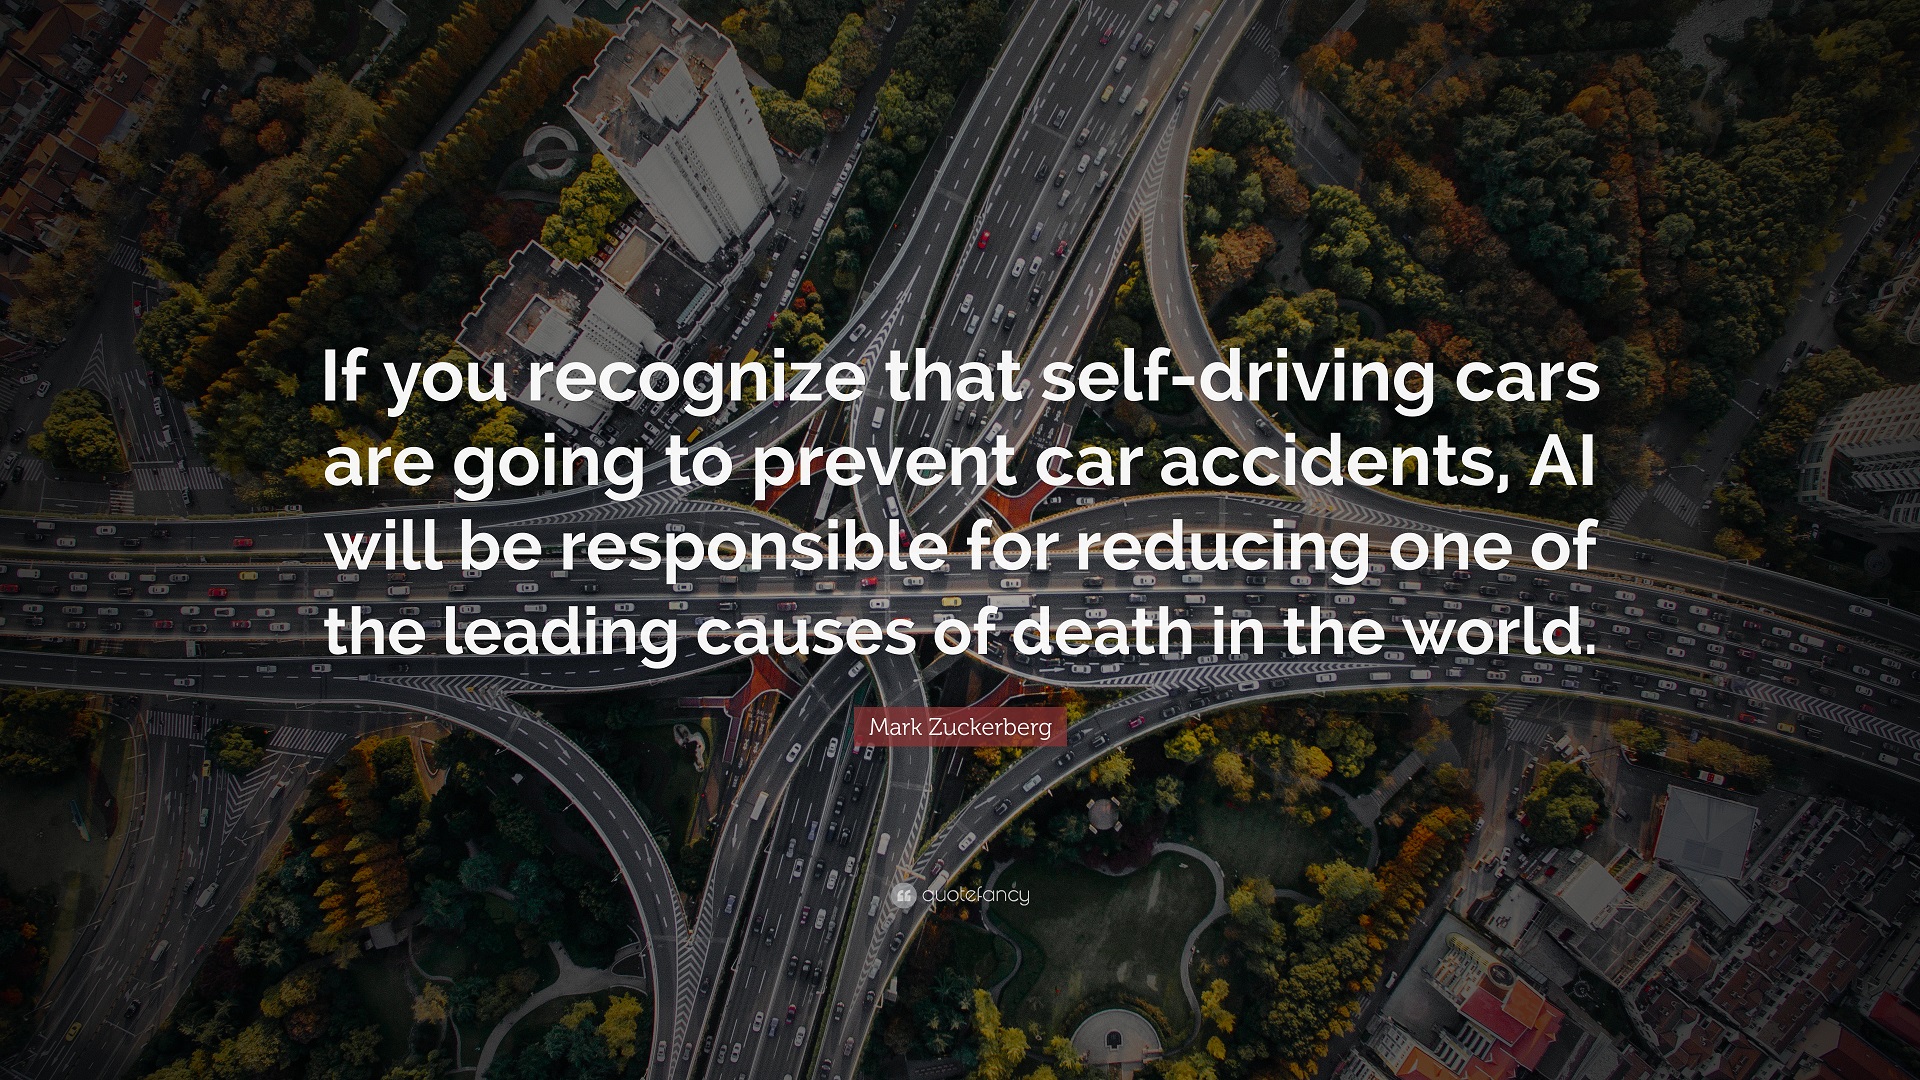 If you recognize that self-driving cars
are going to prevent car accidents, AI
will be responsible for reducing one of
the leading causes of death in the world.
Mark Zuckerberg
quotefancy